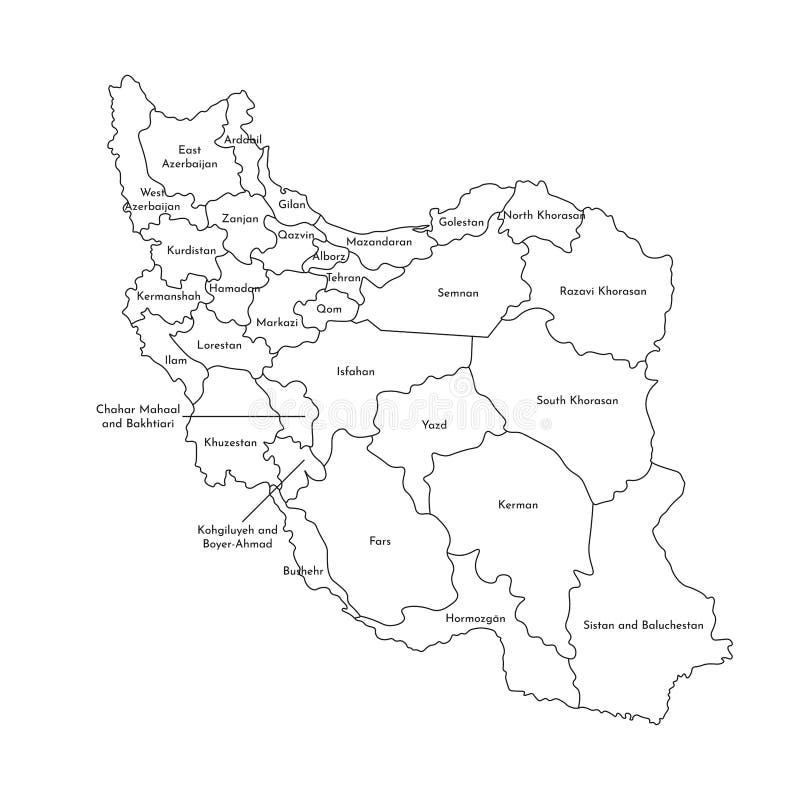 Ardabil
East
Azerbaijan
West
Azerbaijan
Gilan
Zanjan
Golestan
North Khorasan
Qazvin
Mazandaran
Kurdistan
Alborz
Tehran
Hamadan
Semnan
Razavi Khorasan
Kermanshah
Qom
Markazi
Lorestan
Ilam
Isfahan
South Khorasan
Chahar Mahaal
and Bakhtiari
Yazd
Khuzestan
Kerman
Kohgiluyeh and
Boyer-Ahmad
Fars
Bushehr
Hormozgān
Sistan and Baluchestan
dreamstime